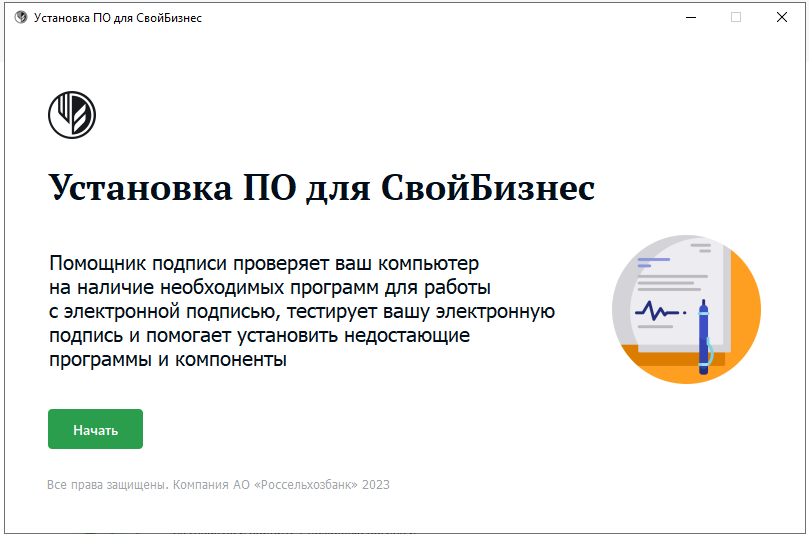 Установка ПО для СвойБизнес
Установка ПО для СвойБизнес
Помощник подписи проверяет ваш компьютер
на наличие необходимых программ для работы
с электронной подписью, тестирует вашу электронную
подпись и помогает установить недостающие
программы и компоненты
Начать
Все права защищены. Компания АО «Россельхозбанк» 2023